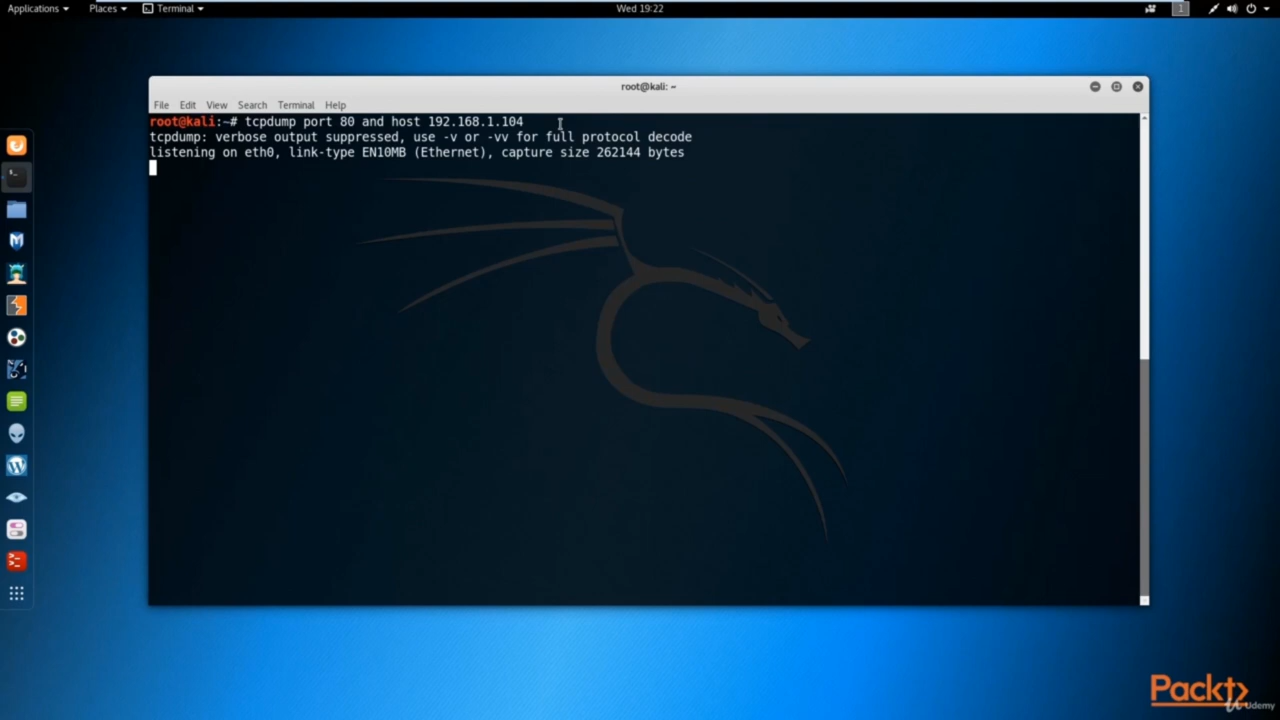 Applications Places Terminal Wed 19:22 1
root@kali: ~
File Edit View Search Terminal Help
root@kali:~# tcpdump port 80 and host 192.168.1.104
tcpdump: verbose output suppressed, use -v or -vv for full protocol decode
listening on eth0, link-type EN10MB (Ethernet), capture size 262144 bytes
Packt
Udemy